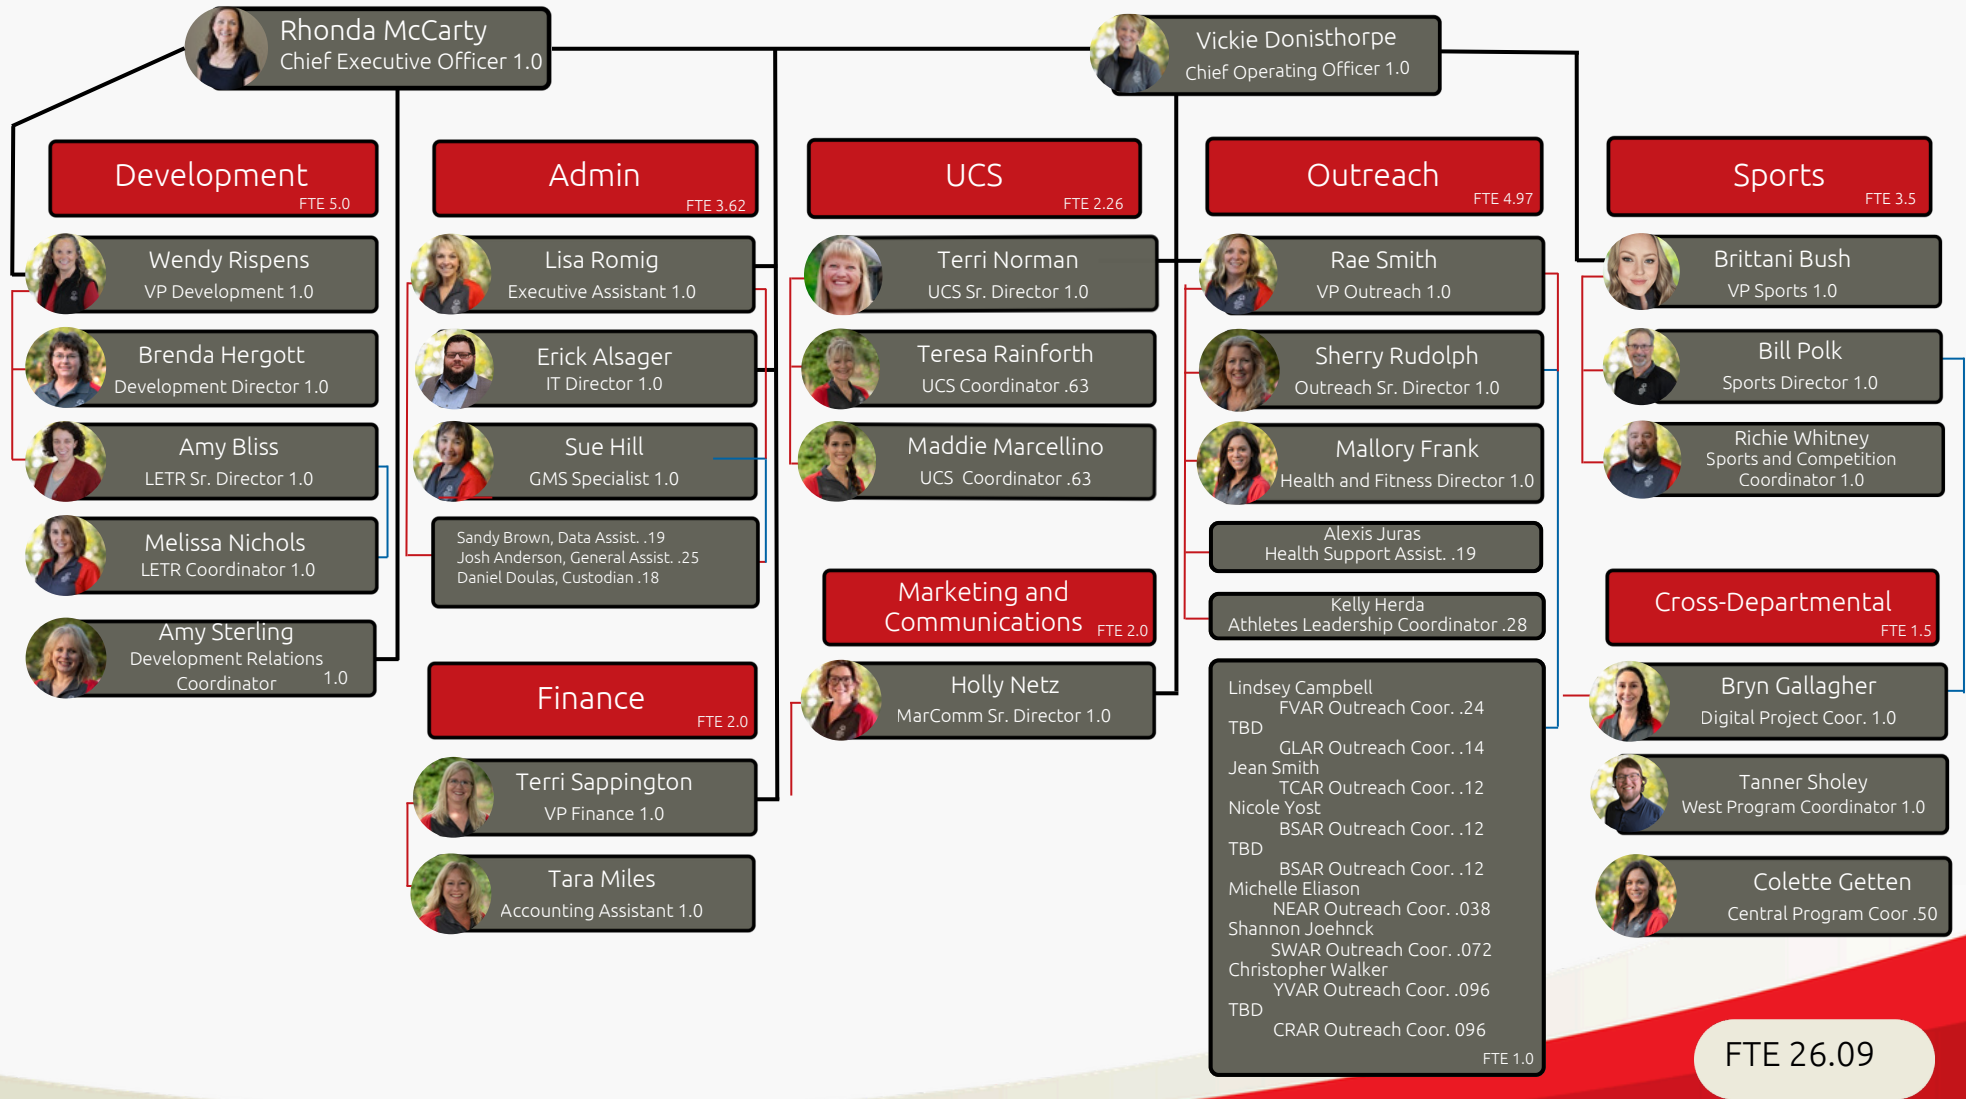 Rhonda McCarty
Chief Executive Officer 1.0
Vickie Donisthorpe
Chief Operating Officer 1.0
Development
FTE 5.0
Wendy Rispens
VP Development 1.0
Brenda Hergott
Development Director 1.0
Amy Bliss
LETR Sr. Director 1.0
Melissa Nichols
LETR Coordinator 1.0
Amy Sterling
Development Relations
Coordinator 1.0
Admin
FTE 3.62
Lisa Romig
Executive Assistant 1.0
Erick Alsager
IT Director 1.0
Sue Hill
GMS Specialist 1.0
Sandy Brown, Data Assist. .19
Josh Anderson, General Assist. .25
Daniel Doulas, Custodian .18
Finance
FTE 2.0
Terri Sappington
VP Finance 1.0
Tara Miles
Accounting Assistant 1.0
UCS
FTE 2.26
Terri Norman
UCS Sr. Director 1.0
Teresa Rainforth
UCS Coordinator .63
Maddie Marcellino
UCS Coordinator .63
Marketing and
Communications FTE 2.0
Holly Netz
MarComm Sr. Director 1.0
Outreach
FTE 4.97
Rae Smith
VP Outreach 1.0
Sherry Rudolph
Outreach Sr. Director 1.0
Mallory Frank
Health and Fitness Director 1.0
Alexis Juras
Health Support Assist. .19
Kelly Herda
Athletes Leadership Coordinator .28
Lindsey Campbell
FVAR Outreach Coor. .24
TBD
GLAR Outreach Coor. .14
Jean Smith
TCAR Outreach Coor. .12
Nicole Yost
BSAR Outreach Coor. .12
TBD
BSAR Outreach Coor. .12
Michelle Eliason
NEAR Outreach Coor. .038
Shannon Joehnck
SWAR Outreach Coor. .072
Christopher Walker
YVAR Outreach Coor. .096
TBD
CRAR Outreach Coor. 096
FTE 1.0
Sports
FTE 3.5
Brittani Bush
VP Sports 1.0
Bill Polk
Sports Director 1.0
Richie Whitney
Sports and Competition
Coordinator 1.0
Cross-Departmental
FTE 1.5
Bryn Gallagher
Digital Project Coor. 1.0
Tanner Sholey
West Program Coordinator 1.0
Colette Getten
Central Program Coor .50
FTE 26.09